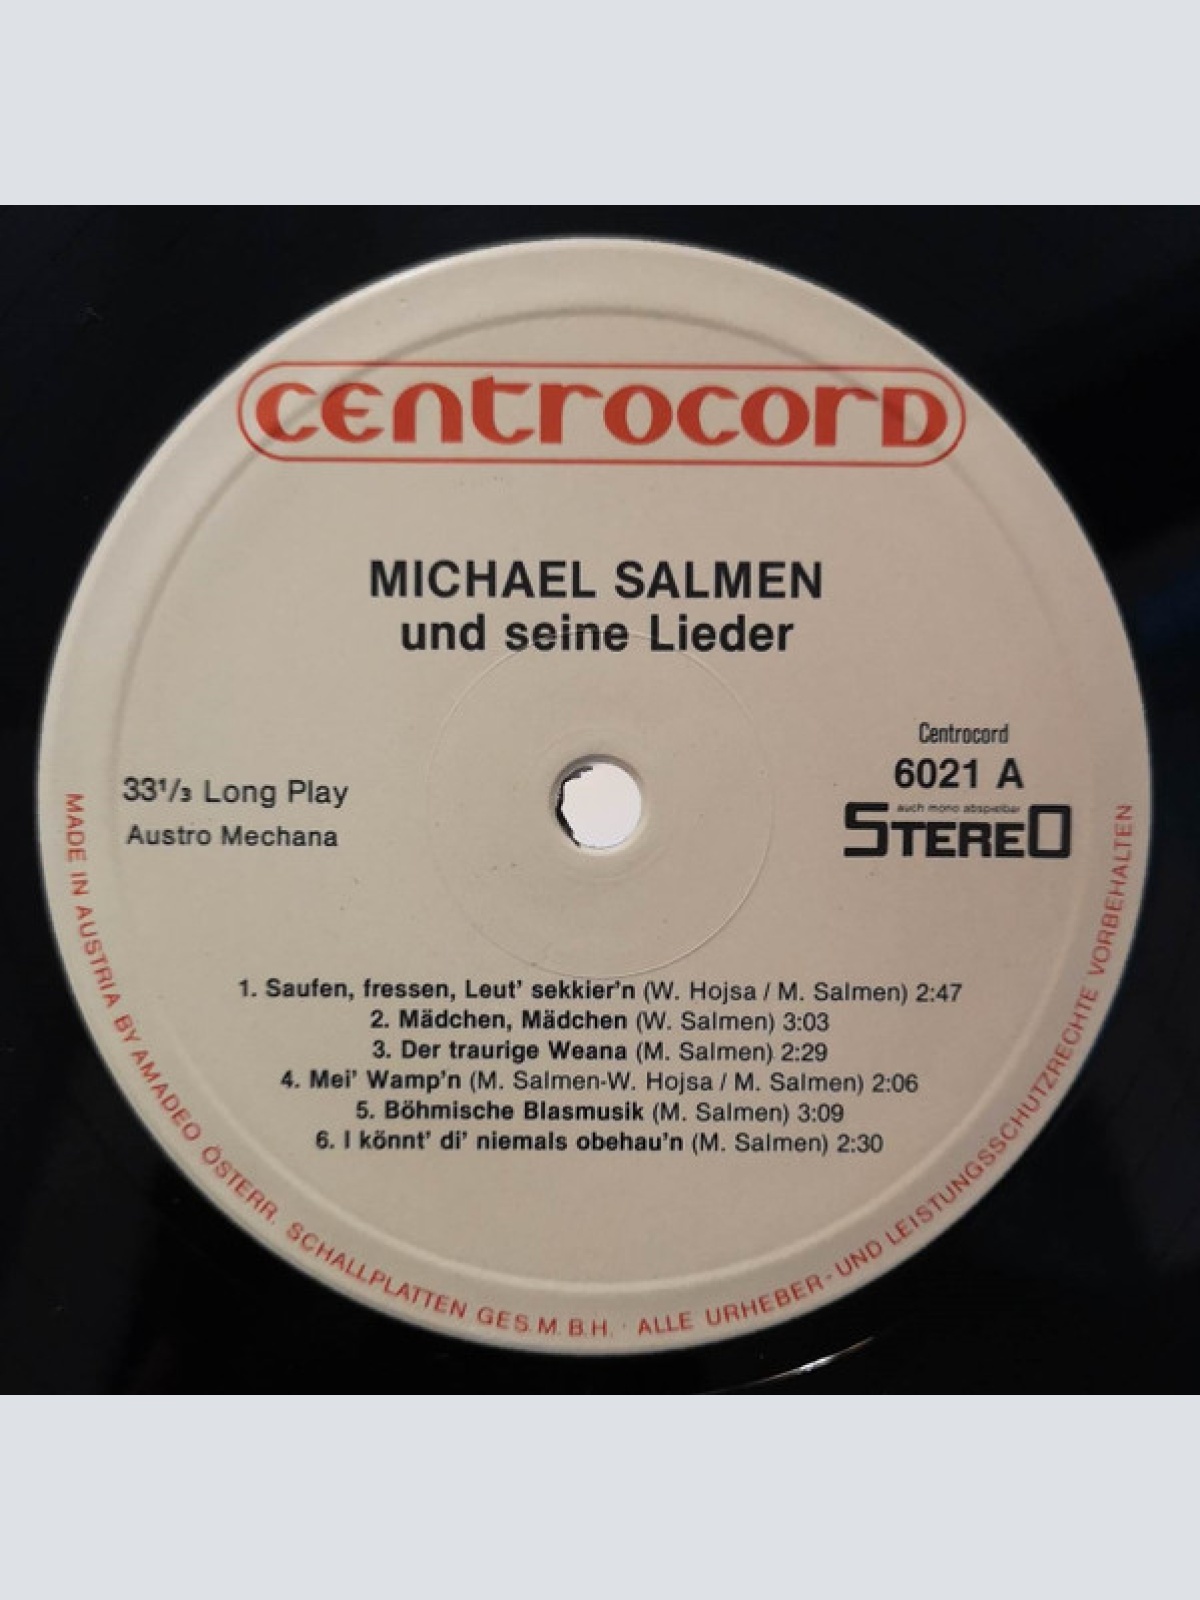 centrocord
MICHAEL SALMEN
und seine Lieder
Centrocord
6021 A
auch mono abspielbar
STEREO
33¹/₃ Long Play
Austro Mechana
1. Saufen, fressen, Leut' sekkier'n (W. Hojsa / M. Salmen) 2:47
2. Mädchen, Mädchen (W. Salmen) 3:03
3. Der traurige Weana (M. Salmen) 2:29
4. Mei' Wamp'n (M. Salmen-W. Hojsa / M. Salmen) 2:06
5. Böhmische Blasmusik (M. Salmen) 3:09
6. I könnt' di' niemals obehau'n (M. Salmen) 2:30
MADE IN AUSTRIA BY AMADEO ÖSTERR. SCHALLPLATTEN GES.M.B.H. · ALLE URHEBER- UND LEISTUNGSSCHUTZRECHTE VORBEHALTEN